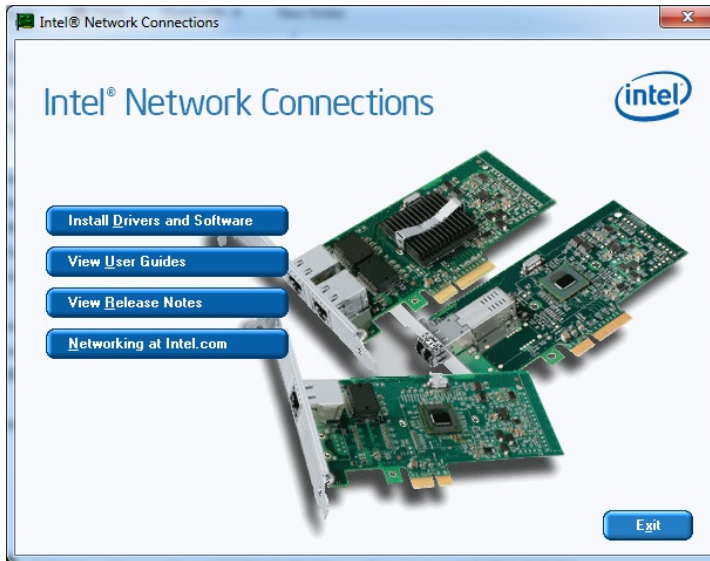 Intel® Network Connections
Intel® Network Connections
intel
Install Drivers and Software
View User Guides
View Release Notes
Networking at Intel.com
Exit